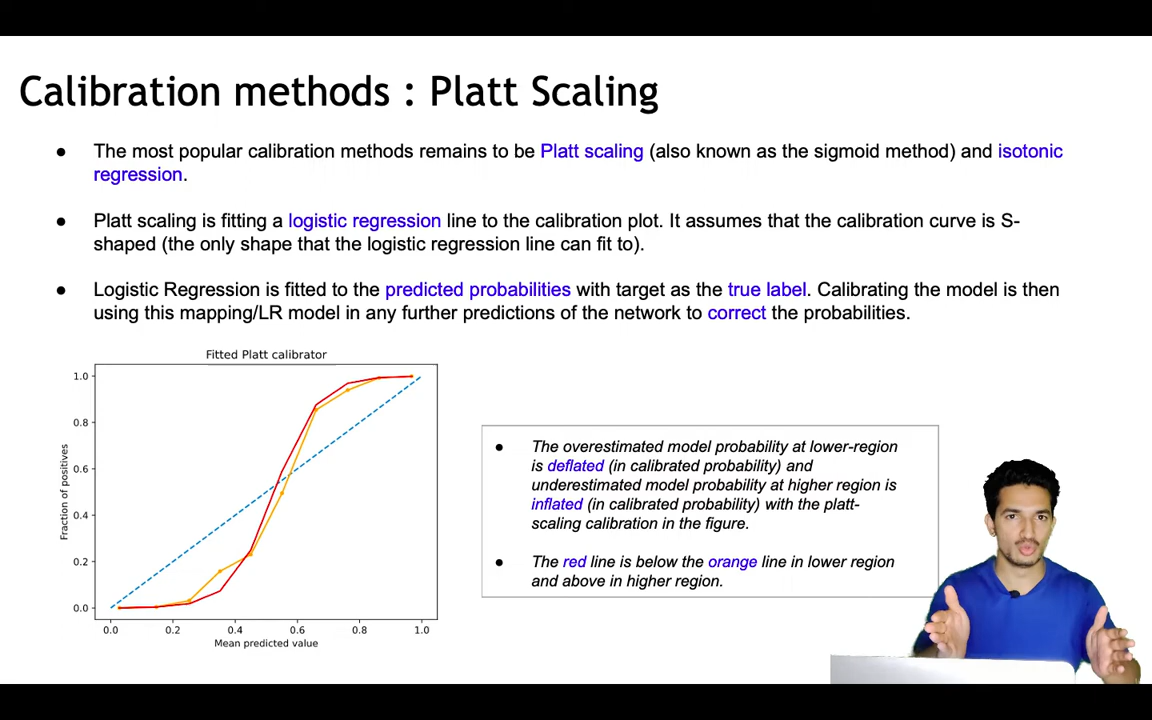 Calibration methods : Platt Scaling
● The most popular calibration methods remains to be Platt scaling (also known as the sigmoid method) and isotonic
regression.
● Platt scaling is fitting a logistic regression line to the calibration plot. It assumes that the calibration curve is S-
shaped (the only shape that the logistic regression line can fit to).
● Logistic Regression is fitted to the predicted probabilities with target as the true label. Calibrating the model is then
using this mapping/LR model in any further predictions of the network to correct the probabilities.
Fitted Platt calibrator
1.0
0.8
0.6
0.4
0.2
0.0
Fraction of positives
0.0 0.2 0.4 0.6 0.8 1.0
Mean predicted value
● The overestimated model probability at lower-region
is deflated (in calibrated probability) and
underestimated model probability at higher region is
inflated (in calibrated probability) with the platt-
scaling calibration in the figure.
● The red line is below the orange line in lower region
and above in higher region.